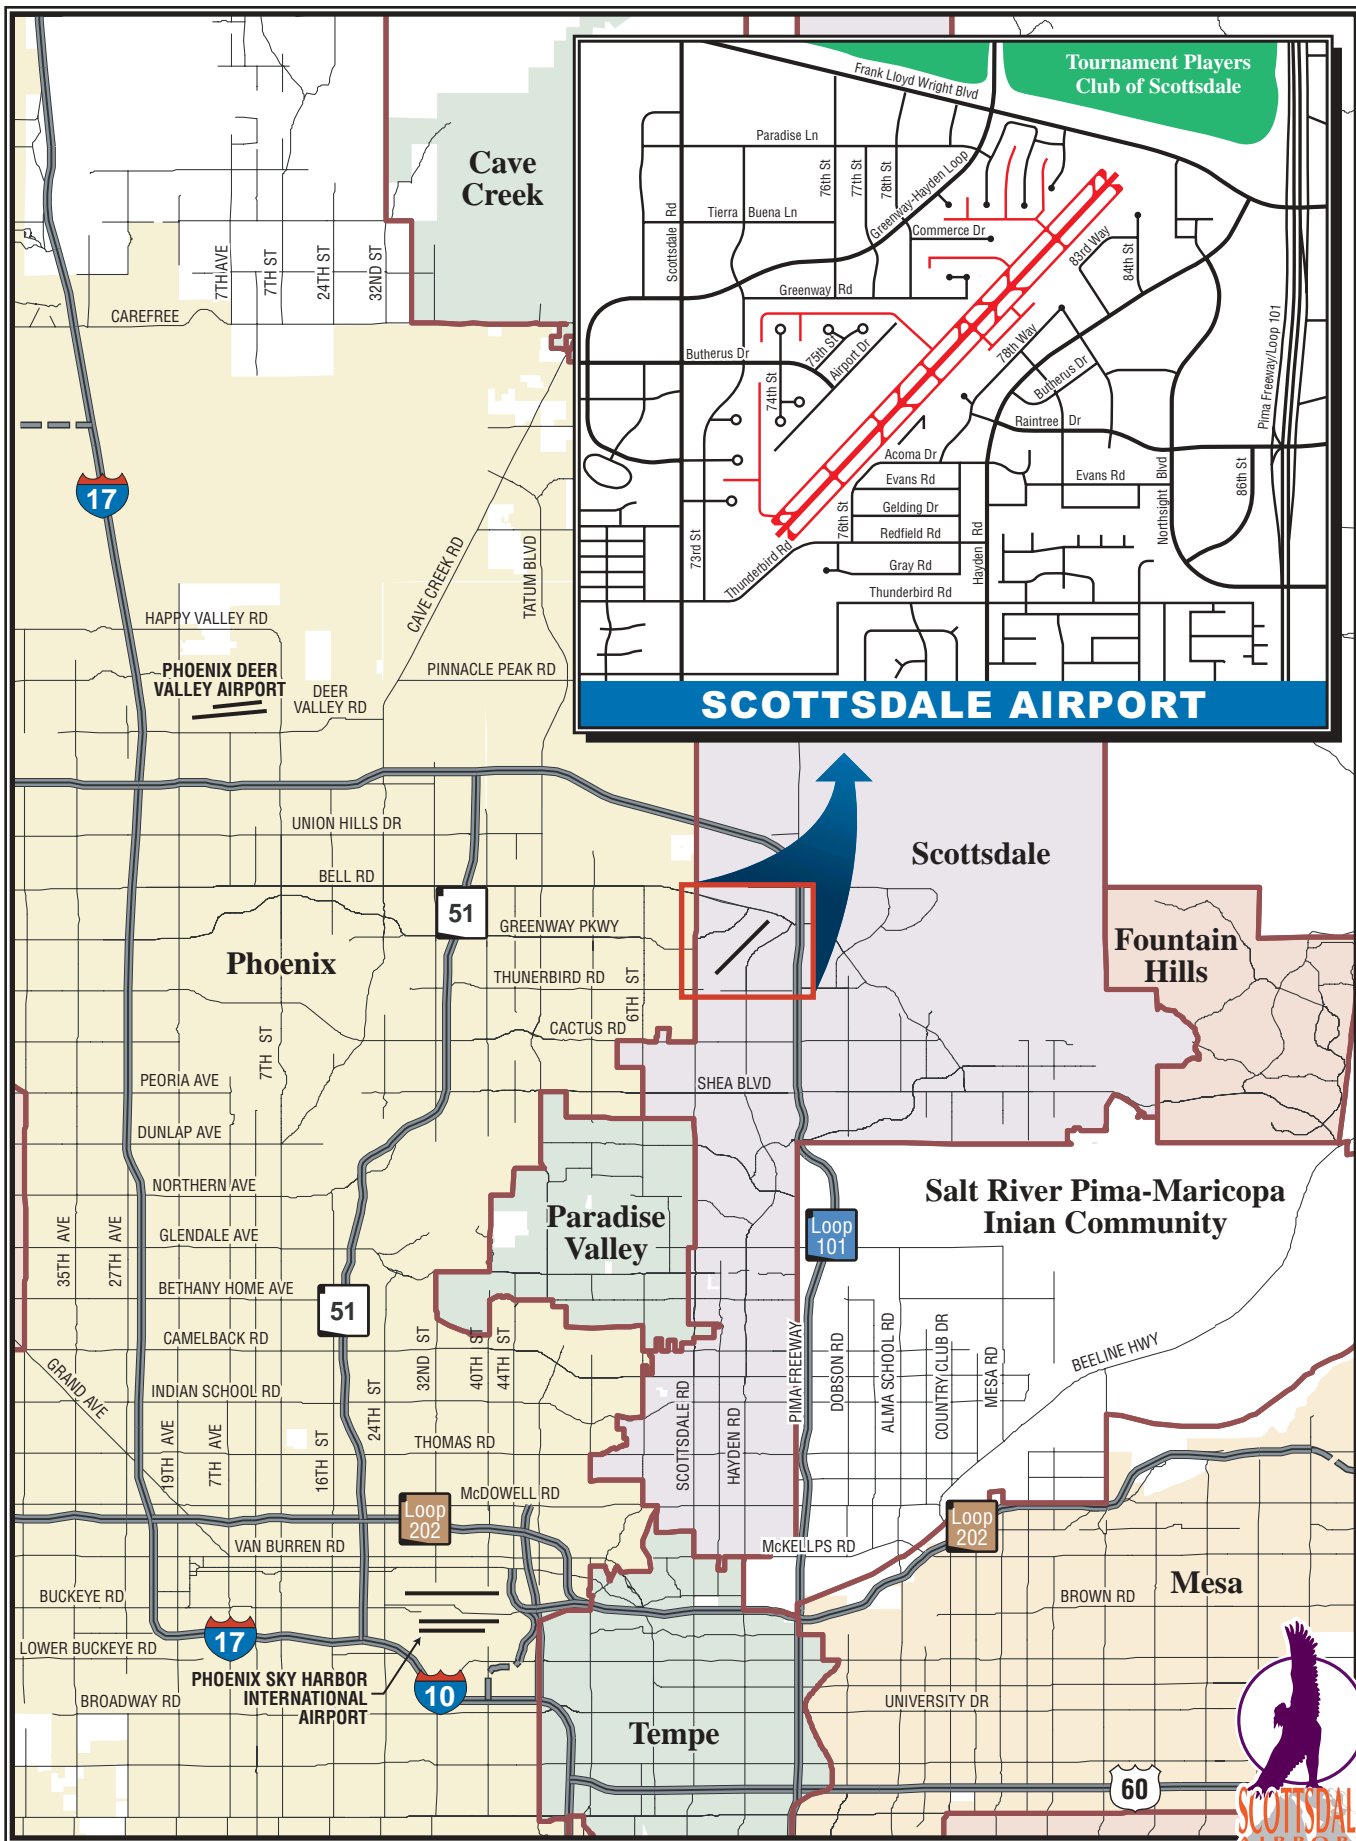 Tournament Players
Club of Scottsdale
Frank Lloyd Wright Blvd
Paradise Ln
76th St
77th St
78th St
Greenway-Hayden Loop
Scottsdale Rd
Tierra Buena Ln
Commerce Dr
83rd Way
84th St
Greenway Rd
Pima Freeway/Loop 101
Butherus Dr
75th St
Airport Dr
74th St
78th Way
Butherus Dr
Raintree Dr
Acoma Dr
Evans Rd
Evans Rd
Northsight Blvd
86th St
Gelding Dr
76th St
Redfield Rd
Hayden Rd
73rd St
Thunderbird Rd
Gray Rd
Thunderbird Rd
SCOTTSDALE AIRPORT
Cave
Creek
7TH AVE
7TH ST
24TH ST
32ND ST
CAREFREE
17
CAVE CREEK RD
TATUM BLVD
HAPPY VALLEY RD
PHOENIX DEER
VALLEY AIRPORT
PINNACLE PEAK RD
DEER
VALLEY RD
UNION HILLS DR
Scottsdale
BELL RD
51
GREENWAY PKWY
Fountain
Hills
Phoenix
THUNERBIRD RD
6TH ST
CACTUS RD
7TH ST
PEORIA AVE
SHEA BLVD
DUNLAP AVE
NORTHERN AVE
Salt River Pima-Maricopa
Inian Community
Paradise
Valley
35TH AVE
27TH AVE
GLENDALE AVE
Loop
101
BETHANY HOME AVE
51
CAMELBACK RD
32ND ST
40TH ST
44TH ST
PIMA FREEWAY
DOBSON RD
ALMA SCHOOL RD
COUNTRY CLUB DR
MESA RD
BEELINE HWY
GRAND AVE
INDIAN SCHOOL RD
24TH ST
SCOTTSDALE RD
HAYDEN RD
19TH AVE
7TH AVE
16TH ST
THOMAS RD
McDOWELL RD
Loop
202
Loop
202
VAN BURREN RD
McKELLPS RD
BUCKEYE RD
BROWN RD
Mesa
17
LOWER BUCKEYE RD
PHOENIX SKY HARBOR
INTERNATIONAL
AIRPORT
10
BROADWAY RD
UNIVERSITY DR
Tempe
60
SCOTTSDAL